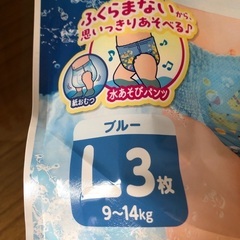 ふくらまないから、
思いっきりあそべる♪
紙おむつ
水あそびパンツ
ブルー
L 3枚
9~14kg